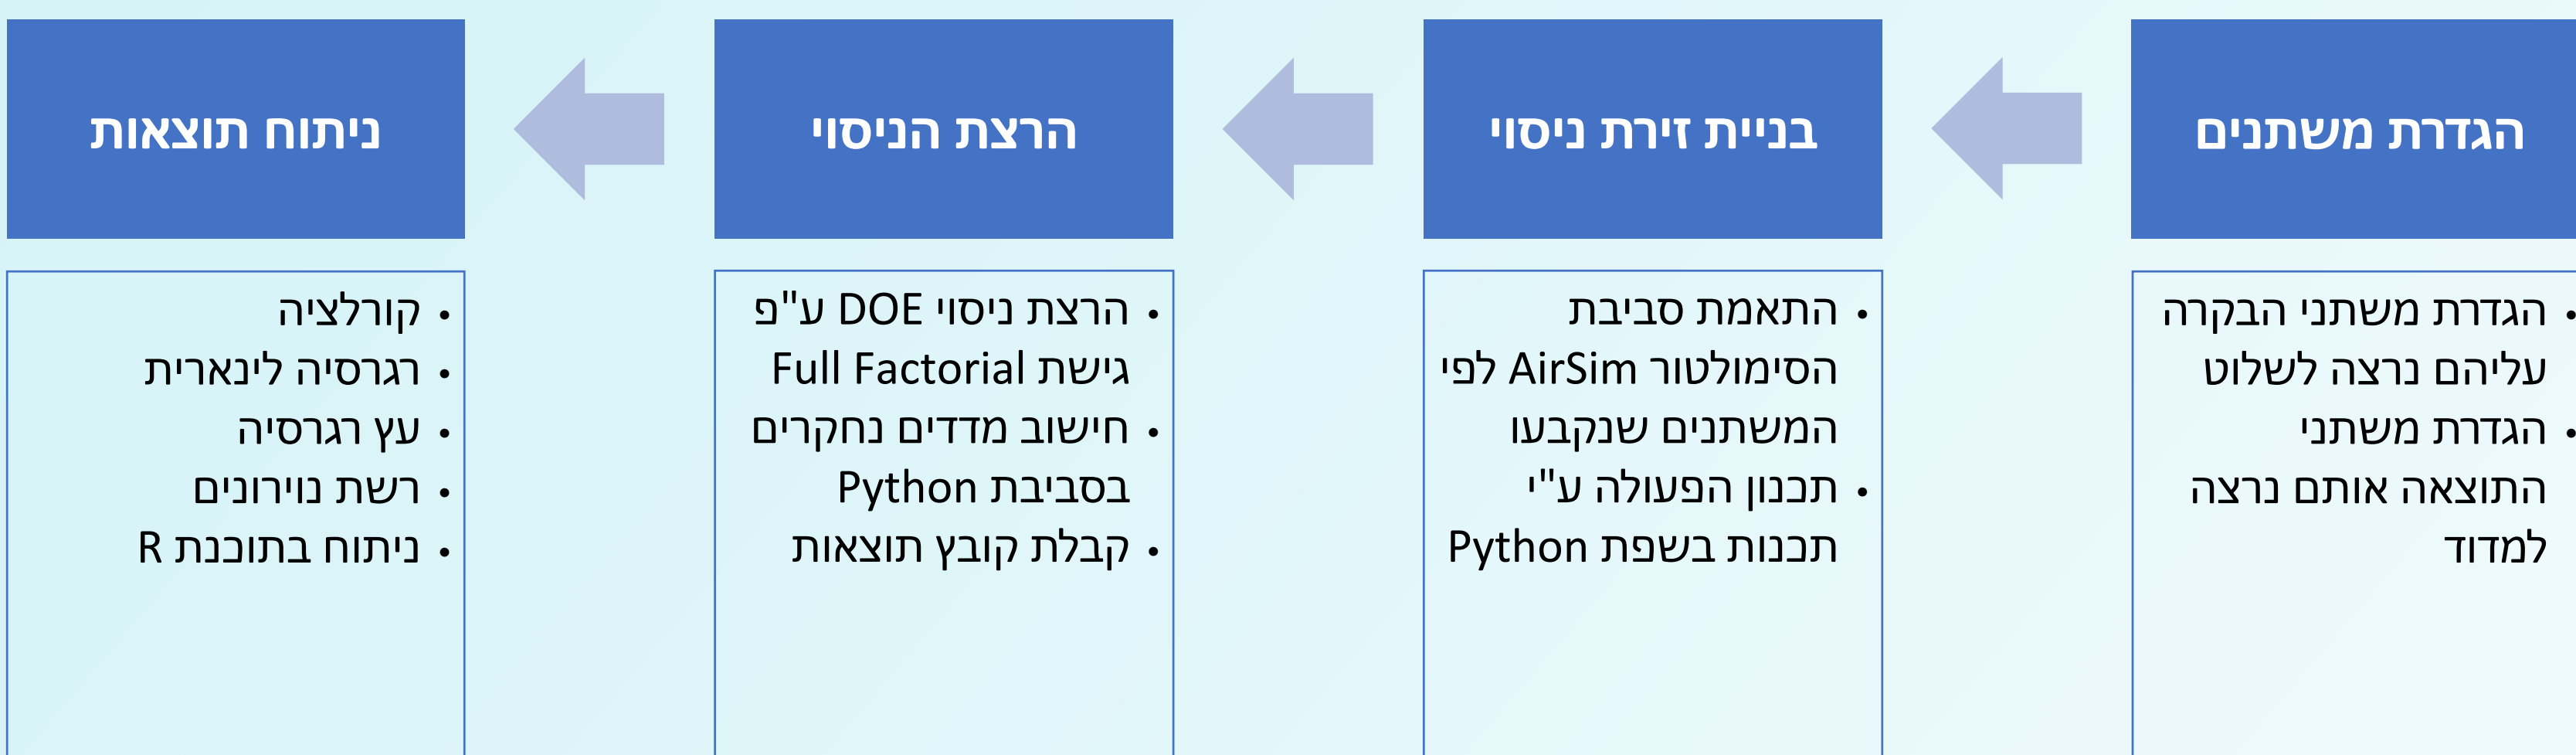 הגדרת משתנים
• הגדרת משתני הבקרה
עליהם נרצה לשלוט
• הגדרת משתני
התוצאה אותם נרצה
למדוד
בניית זירת ניסוי
• התאמת סביבת
הסימולטור AirSim לפי
המשתנים שנקבעו
• תכנון הפעולה ע"י
תכנות בשפת Python
הרצת הניסוי
• הרצת ניסוי DOE ע"פ
גישת Full Factorial
• חישוב מדדים נחקרים
בסביבת Python
• קבלת קובץ תוצאות
ניתוח תוצאות
• קורלציה
• רגרסיה לינארית
• עץ רגרסיה
• רשת נוירונים
• ניתוח בתוכנת R